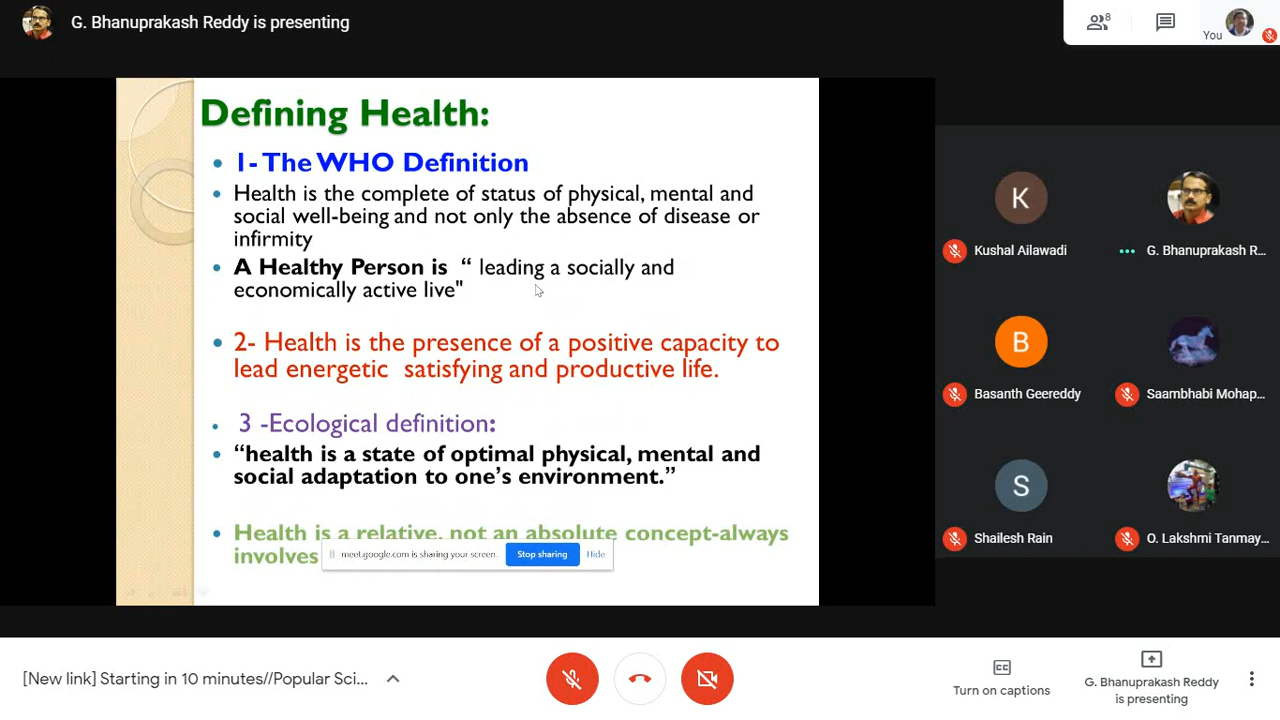 G. Bhanuprakash Reddy is presenting
8
You
Defining Health:
1- The WHO Definition
Health is the complete of status of physical, mental and
social well-being and not only the absence of disease or
infirmity
A Healthy Person is “ leading a socially and
economically active live"
2- Health is the presence of a positive capacity to
lead energetic satisfying and productive life.
3 -Ecological definition:
“health is a state of optimal physical, mental and
social adaptation to one’s environment.”
Health is a relative, not an absolute concept-always
involves
meet.google.com is sharing your screen.
Stop sharing
Hide
K
Kushal Ailawadi
G. Bhanuprakash R...
B
Basanth Geereddy
Saambhabi Mohap...
S
Shailesh Rain
O. Lakshmi Tanmay...
[New link] Starting in 10 minutes//Popular Sci...
Turn on captions
G. Bhanuprakash Reddy
is presenting